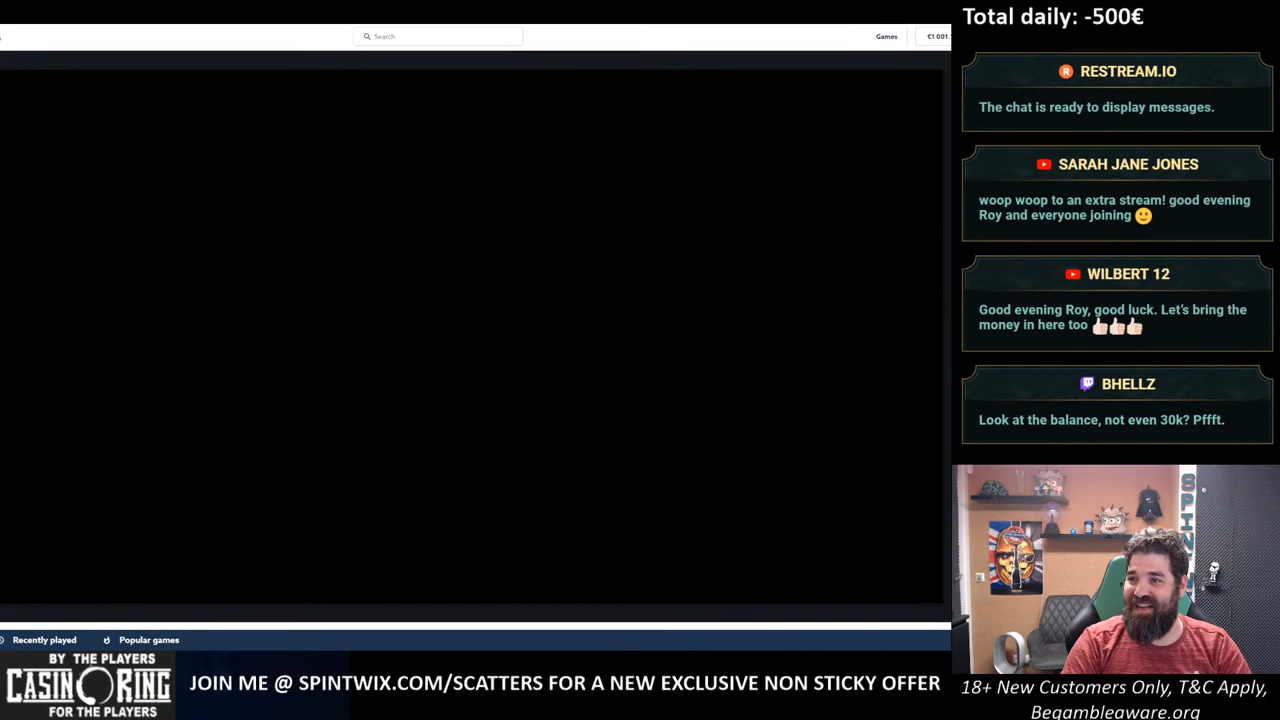 Search
Games
€1 001.
Total daily: -500€
RESTREAM.IO
The chat is ready to display messages.
SARAH JANE JONES
woop woop to an extra stream! good evening
Roy and everyone joining 🙂
WILBERT 12
Good evening Roy, good luck. Let's bring the
money in here too 👍🏻👍🏻👍🏻
BHELLZ
Look at the balance, not even 30k? Pffft.
SPIN
Recently played
Popular games
BY THE PLAYERS
CASINORING
FOR THE PLAYERS
JOIN ME @ SPINTWIX.COM/SCATTERS FOR A NEW EXCLUSIVE NON STICKY OFFER
18+ New Customers Only, T&C Apply,
Begambleaware.org